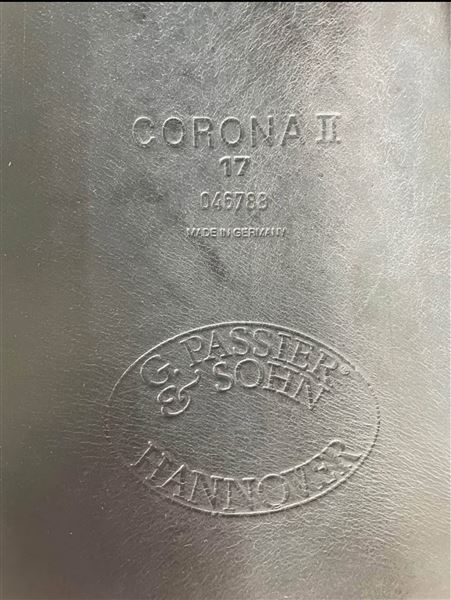 CORONA II
17
046788
MADE IN GERMANY
G. PASSIER®
& SOHN
HANNOVER